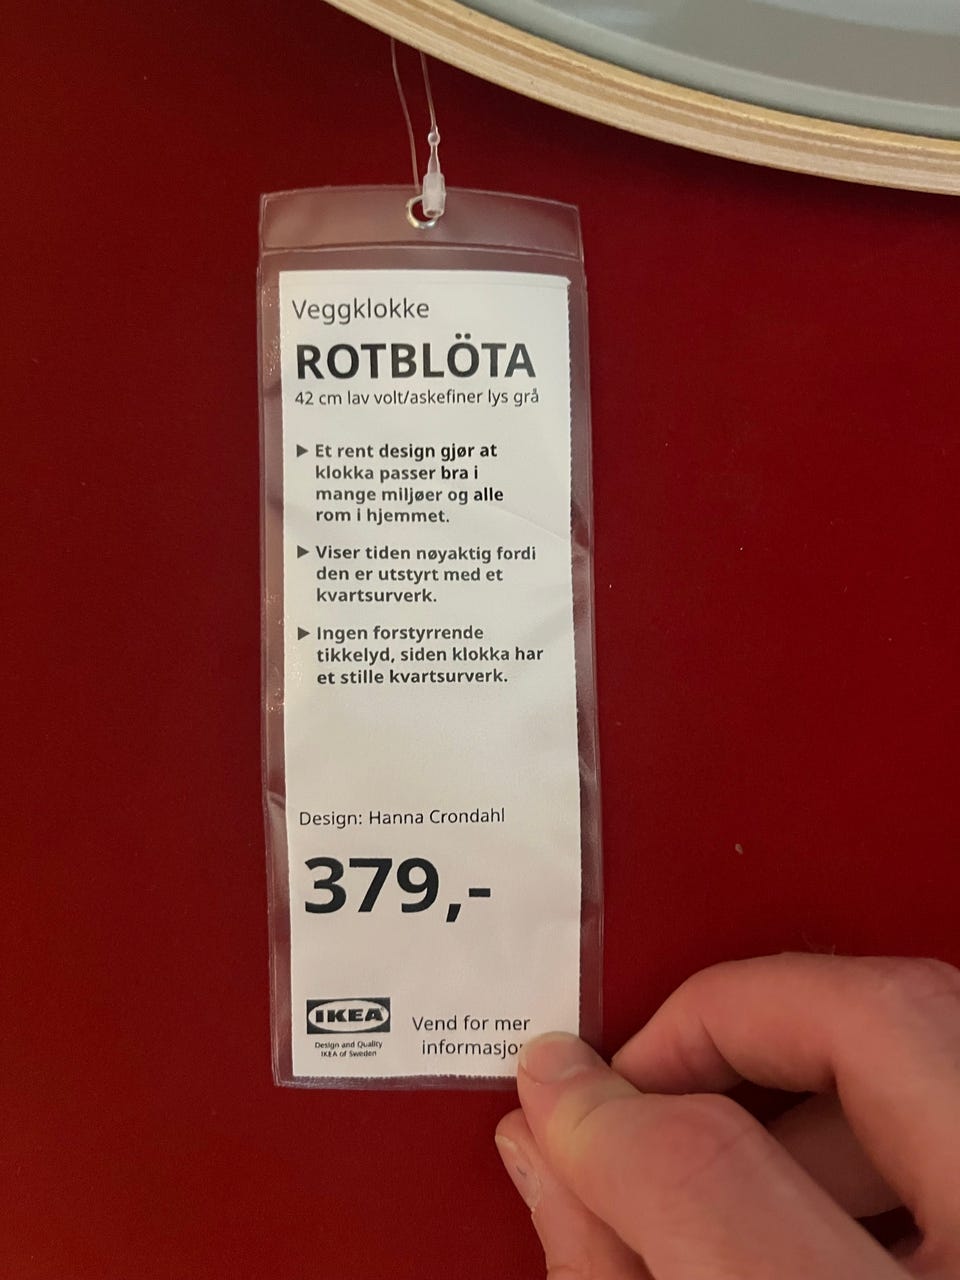 Veggklokke
ROTBLÖTA
42 cm lav volt/askefiner lys grå
▶ Et rent design gjør at
klokka passer bra i
mange miljøer og alle
rom i hjemmet.
▶ Viser tiden nøyaktig fordi
den er utstyrt med et
kvartsurverk.
▶ Ingen forstyrrende
tikkelyd, siden klokka har
et stille kvartsurverk.
Design: Hanna Crondahl
379,-
IKEA
Design and Quality
IKEA of Sweden
Vend for mer